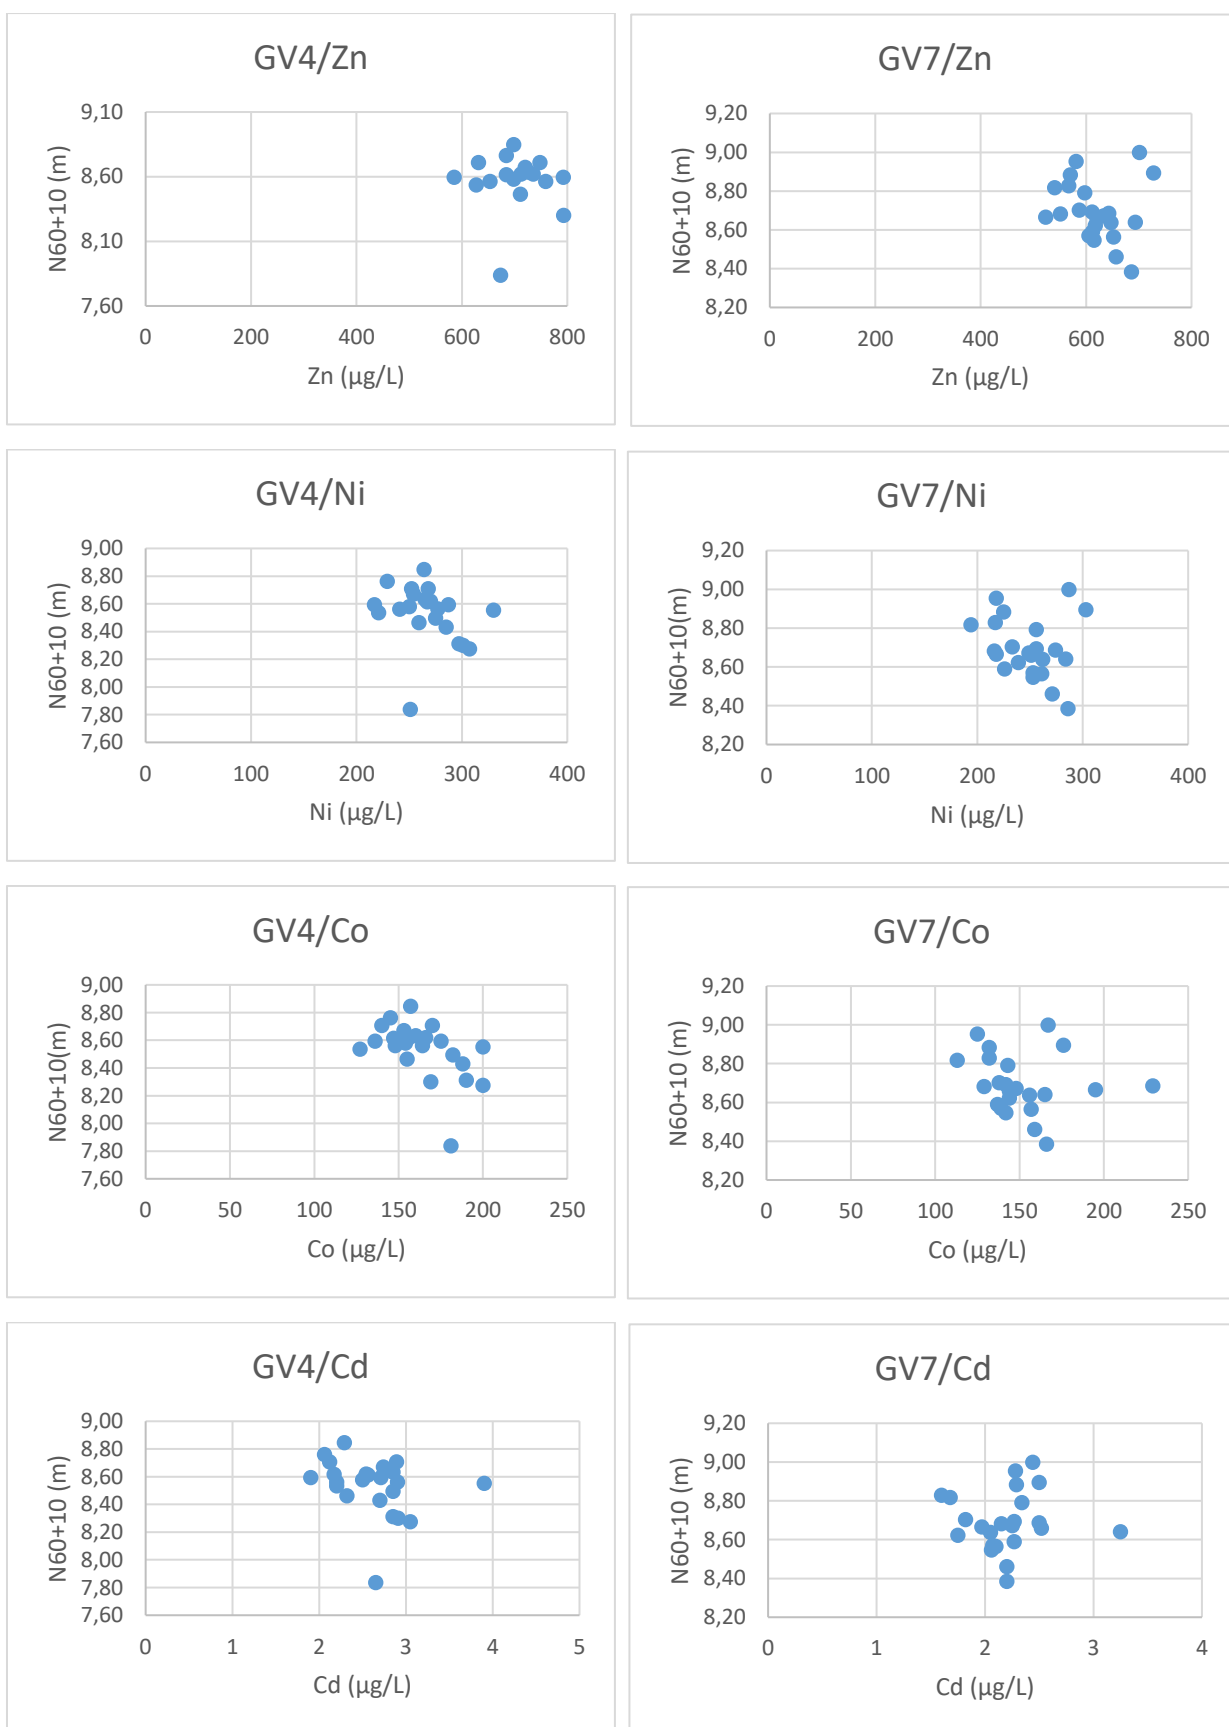 GV4/Zn
9,10
8,60
8,10
7,60
N60+10 (m)
0 200 400 600 800
Zn (µg/L)
GV7/Zn
9,20
9,00
8,80
8,60
8,40
8,20
N60+10 (m)
0 200 400 600 800
Zn (µg/L)
GV4/Ni
9,00
8,80
8,60
8,40
8,20
8,00
7,80
7,60
N60+10 (m)
0 100 200 300 400
Ni (µg/L)
GV7/Ni
9,20
9,00
8,80
8,60
8,40
8,20
N60+10(m)
0 100 200 300 400
Ni (µg/L)
GV4/Co
9,00
8,80
8,60
8,40
8,20
8,00
7,80
7,60
N60+10(m)
0 50 100 150 200 250
Co (µg/L)
GV7/Co
9,20
9,00
8,80
8,60
8,40
8,20
N60+10 (m)
0 50 100 150 200 250
Co (µg/L)
GV4/Cd
9,00
8,80
8,60
8,40
8,20
8,00
7,80
7,60
N60+10 (m)
0 1 2 3 4 5
Cd (µg/L)
GV7/Cd
9,20
9,00
8,80
8,60
8,40
8,20
N60+10 (m)
0 1 2 3 4
Cd (µg/L)